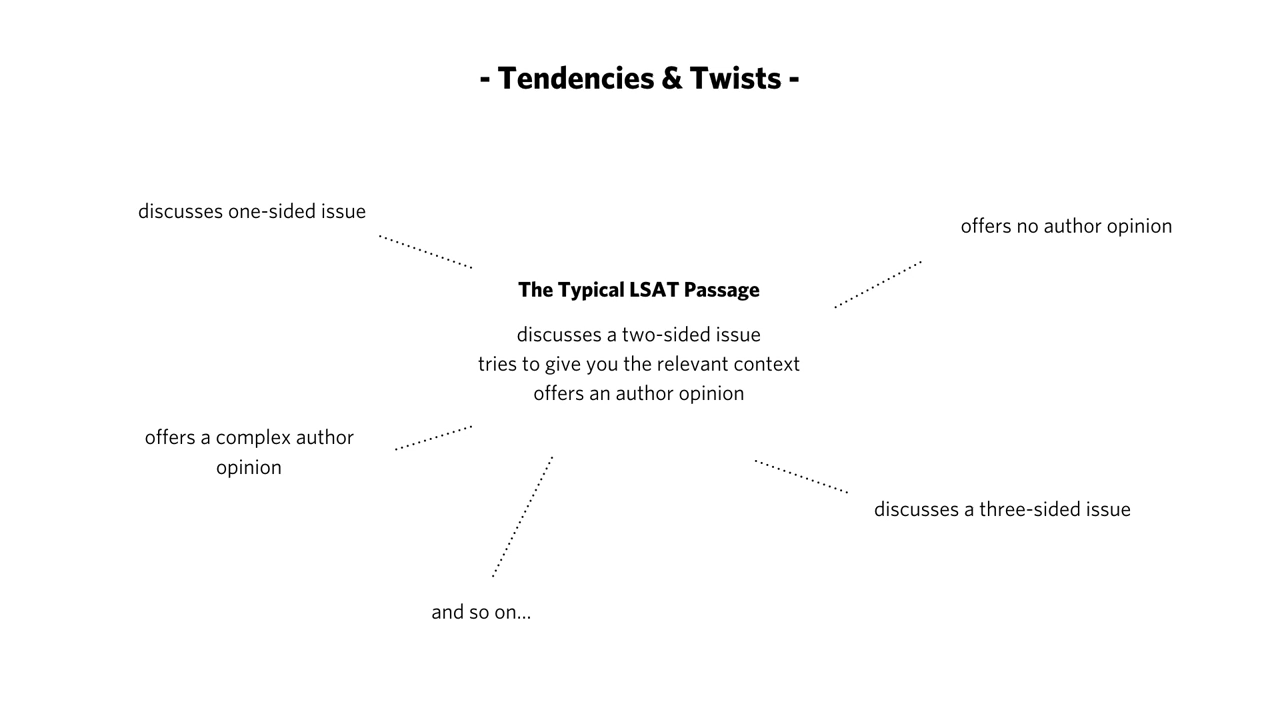 - Tendencies & Twists -
discusses one-sided issue
offers no author opinion
The Typical LSAT Passage
discusses a two-sided issue
tries to give you the relevant context
offers an author opinion
offers a complex author
opinion
discusses a three-sided issue
and so on...